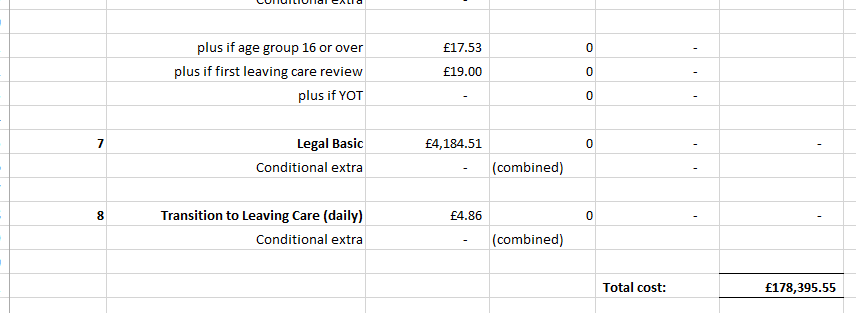 Conditional extra -
plus if age group 16 or over £17.53 0 -
plus if first leaving care review £19.00 0 -
plus if YOT - 0 -
7 Legal Basic £4,184.51 0 - -
Conditional extra - (combined) -
8 Transition to Leaving Care (daily) £4.86 0 - -
Conditional extra - (combined)
Total cost: £178,395.55